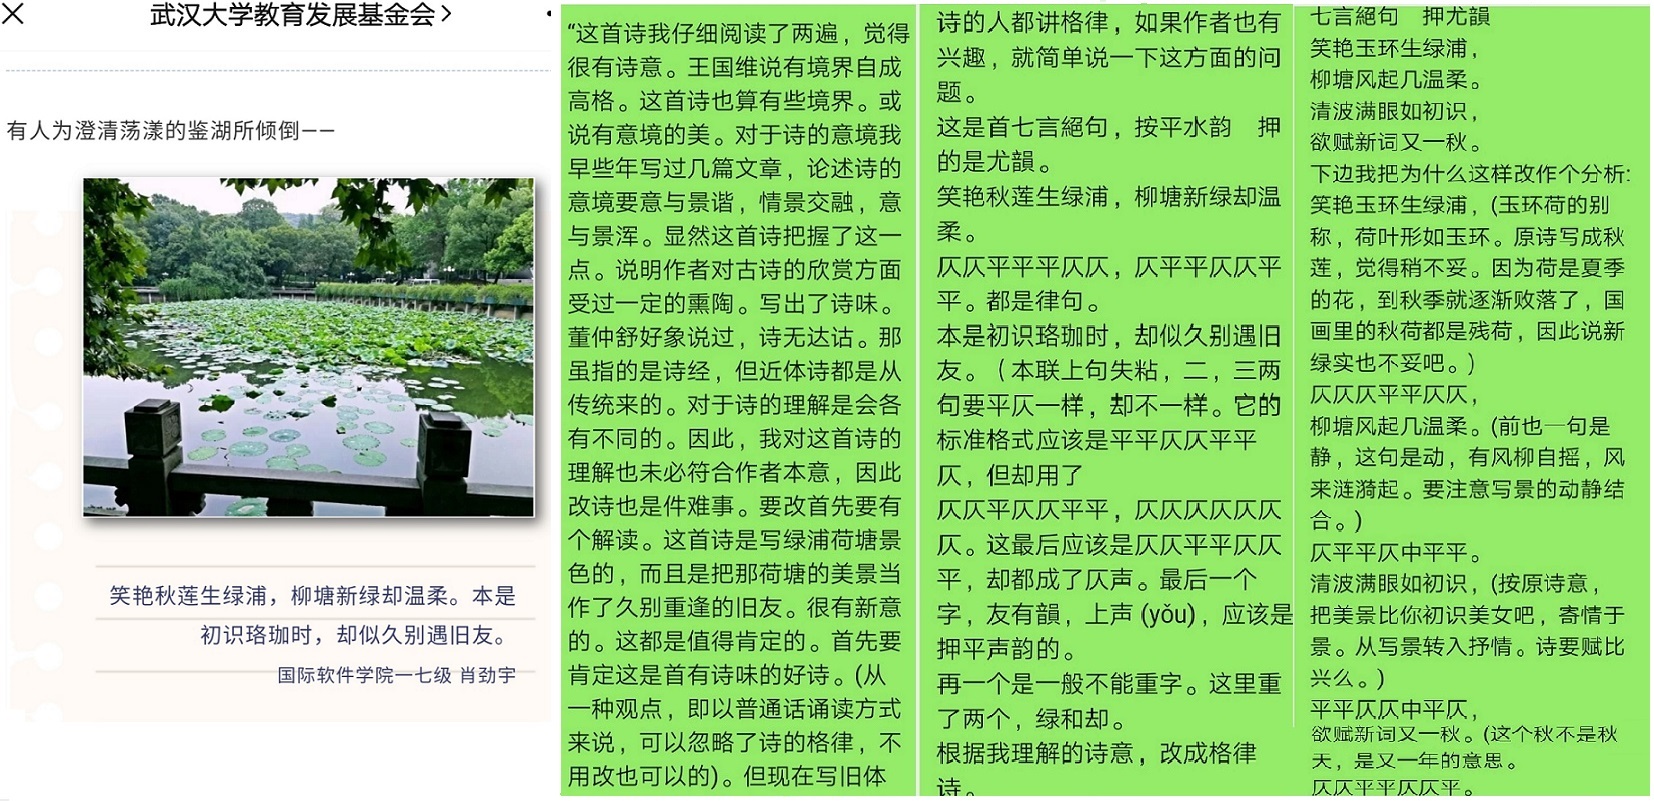 武汉大学教育发展基金会
有人为澄清荡漾的鉴湖所倾倒——
笑艳秋莲生绿浦，柳塘新绿却温柔。本是
初识珞珈时，却似久别遇旧友。
国际软件学院一七级 肖劲宇
“这首诗我仔细阅读了两遍，觉得
很有诗意。王国维说有境界自成
高格。这首诗也算有些境界。或
说有意境的美。对于诗的意境我
早些年写过几篇文章，论述诗的
意境要意与景谐，情景交融，意
与景浑。显然这首诗把握了这一
点。说明作者对古诗的欣赏方面
受过一定的熏陶。写出了诗味。
董仲舒好象说过，诗无达诂。那
虽指的是诗经，但近体诗都是从
传统来的。对于诗的理解是会各
有不同的。因此，我对这首诗的
理解也未必符合作者本意，因此
改诗也是件难事。要改首先要有
个解读。这首诗是写绿浦荷塘景
色的，而且是把那荷塘的美景当
作了久别重逢的旧友。很有新意
的。这都是值得肯定的。首先要
肯定这是首有诗味的好诗。(从
一种观点，即以普通话诵读方式
来说，可以忽略了诗的格律，不
用改也可以的)。但现在写旧体
诗的人都讲格律，如果作者也有
兴趣，就简单说一下这方面的问
题。
这是首七言絕句，按平水韵　押
的是尤韻。
笑艳秋莲生绿浦，柳塘新绿却温
柔。
仄仄平平平仄仄，仄平平仄仄平
平。都是律句。
本是初识珞珈时，却似久别遇旧
友。（本联上句失粘，二，三两
句要平仄一样，却不一样。它的
标准格式应该是平平仄仄平平
仄，但却用了
仄仄平仄仄平平，仄仄仄仄仄仄
仄。这最后应该是仄仄平平仄仄
平，却都成了仄声。最后一个
字，友有韻，上声 (yǒu)，应该是
押平声韵的。
再一个是一般不能重字。这里重
了两个，绿和却。
根据我理解的诗意，改成格律
诗。
七言絕句　押尤韻
笑艳玉环生绿浦，
柳塘风起几温柔。
清波满眼如初识，
欲赋新词又一秋。
下边我把为什么这样改作个分析:
笑艳玉环生绿浦，(玉环荷的别
称，荷叶形如玉环。原诗写成秋
莲，觉得稍不妥。因为荷是夏季
的花，到秋季就逐渐败落了，国
画里的秋荷都是残荷，因此说新
绿实也不妥吧。)
仄仄仄平平仄仄，
柳塘风起几温柔。(前也一句是
静，这句是动，有风柳自摇，风
来涟漪起。要注意写景的动静结
合。)
仄平平仄中平平。
清波满眼如初识，(按原诗意，
把美景比你初识美女吧，寄情于
景。从写景转入抒情。诗要赋比
兴么。)
平平仄仄中平仄，
欲赋新词又一秋。(这个秋不是秋
天，是又一年的意思。
仄仄平平仄仄平。